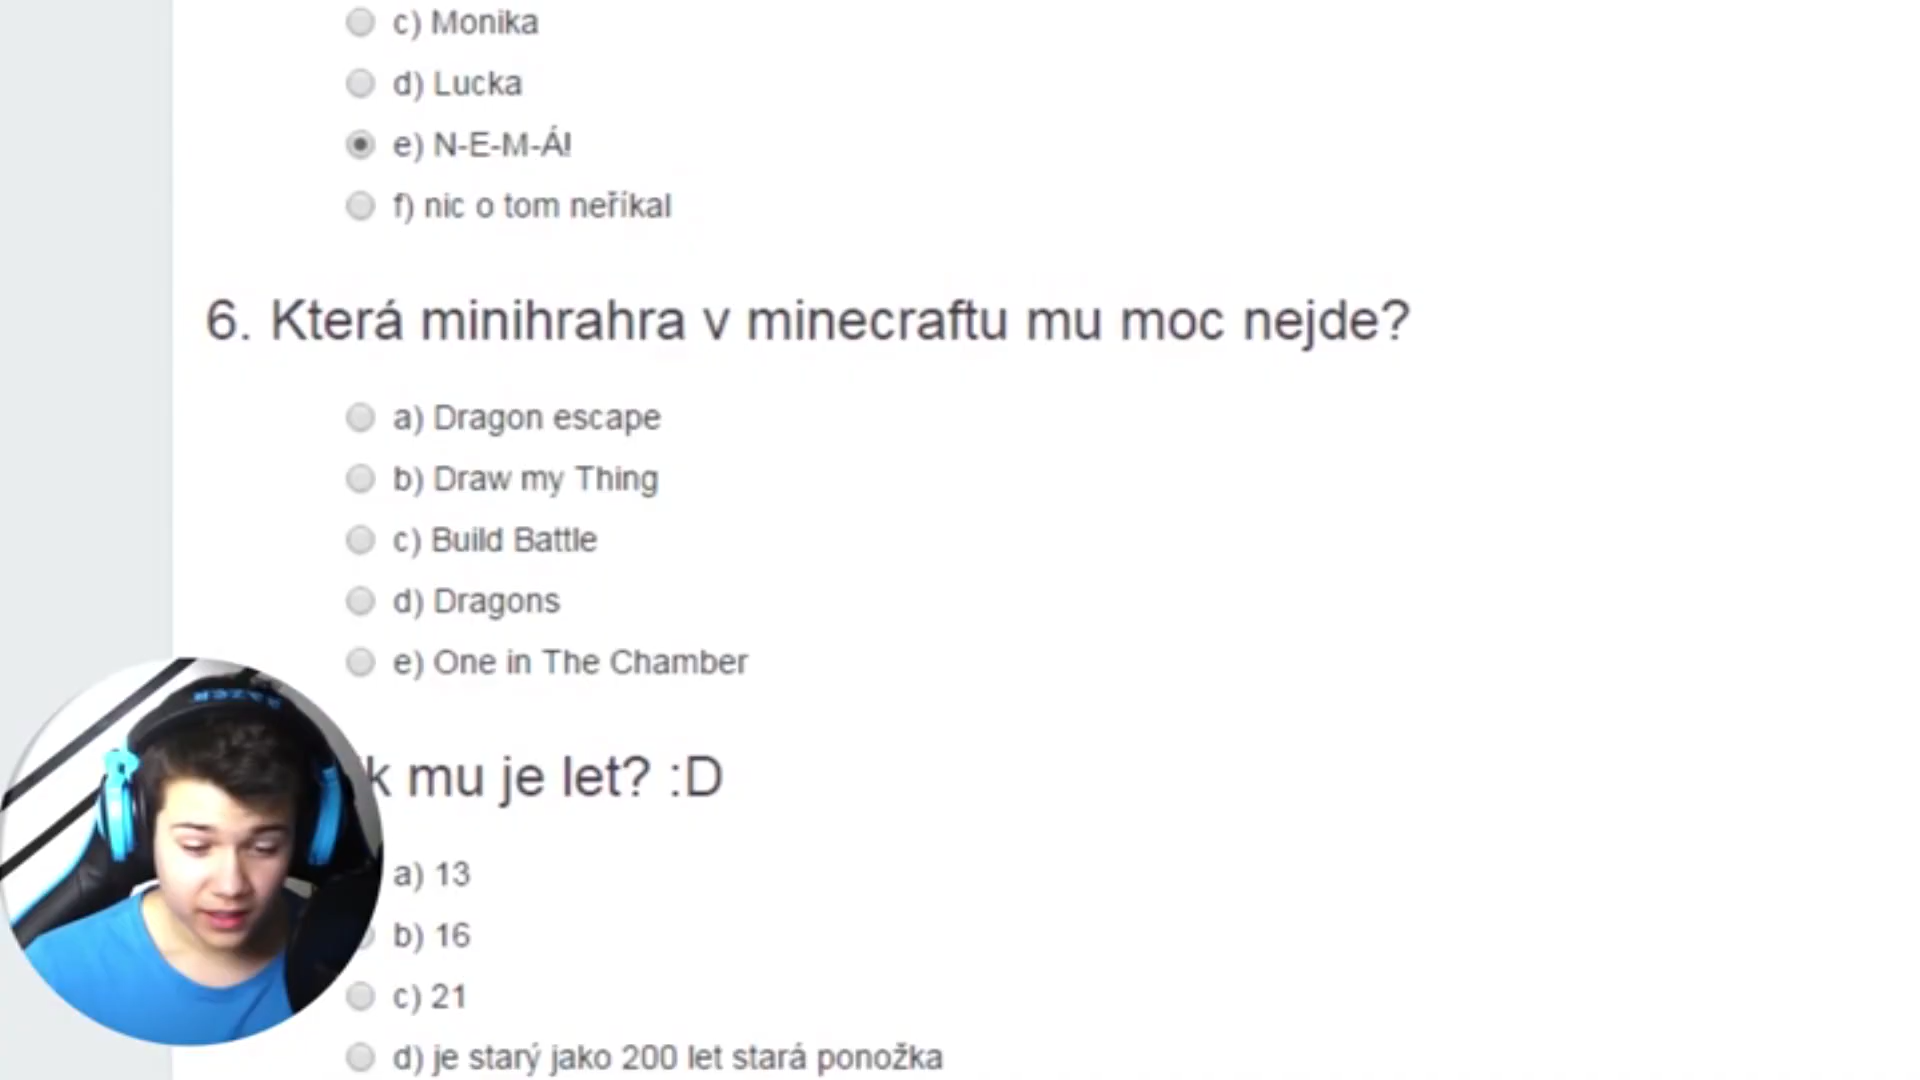 c) Monika
d) Lucka
e) N-E-M-Á!
f) nic o tom neříkal
6. Která minihrahra v minecraftu mu moc nejde?
a) Dragon escape
b) Draw my Thing
c) Build Battle
d) Dragons
e) One in The Chamber
RAZER
k mu je let? :D
a) 13
b) 16
c) 21
d) je starý jako 200 let stará ponožka